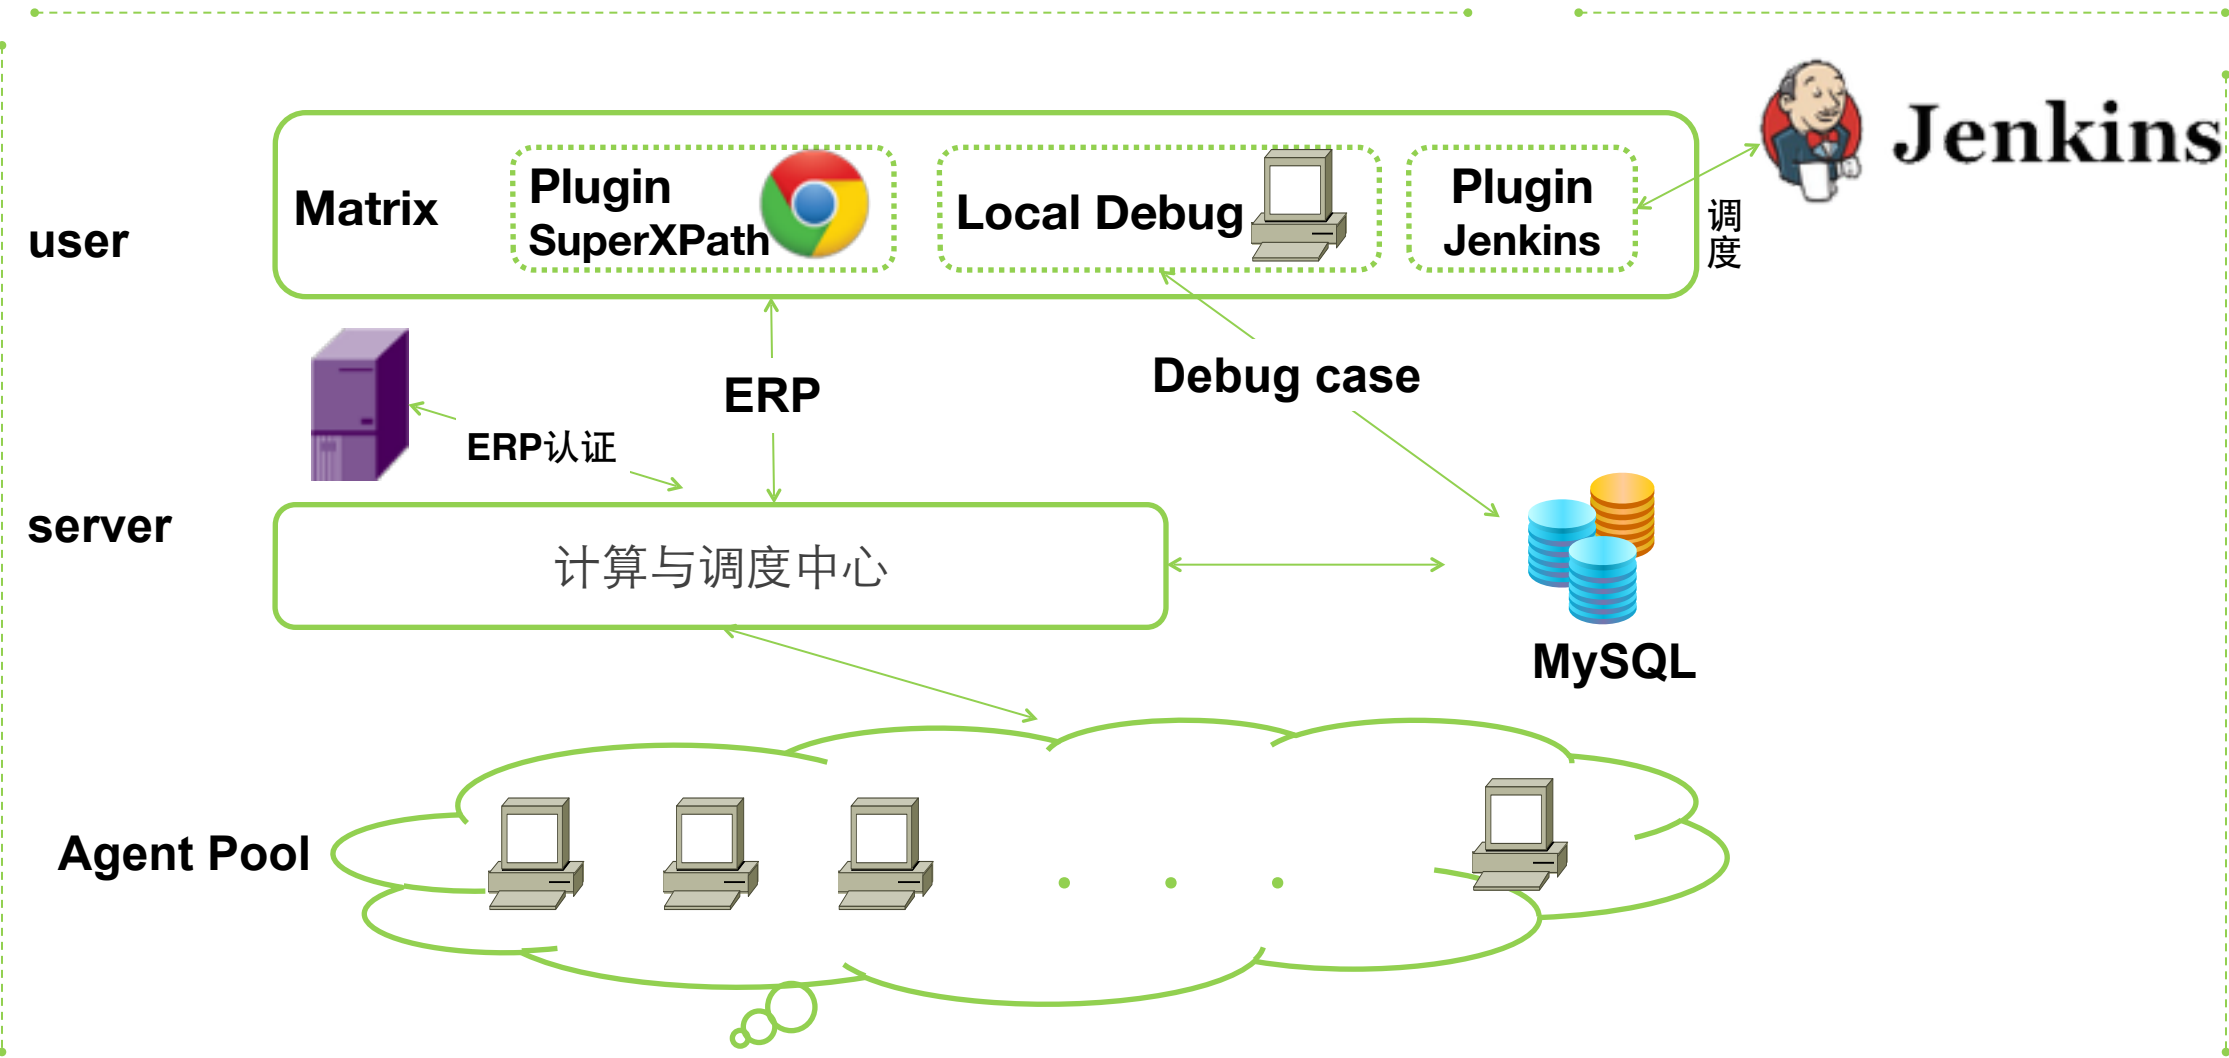 Jenkins
Matrix
Plugin
SuperXPath
Local Debug
Plugin
Jenkins
调度
user
ERP
Debug case
ERP认证
server
计算与调度中心
MySQL
Agent Pool